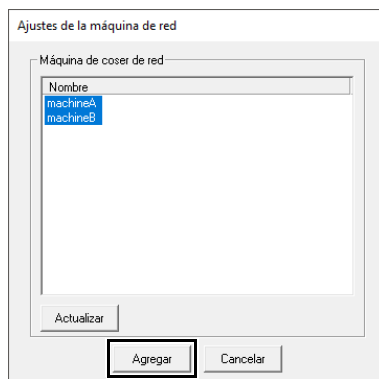 Ajustes de la máquina de red
Máquina de coser de red
Nombre
machineA
machineB
Actualizar
Agregar Cancelar